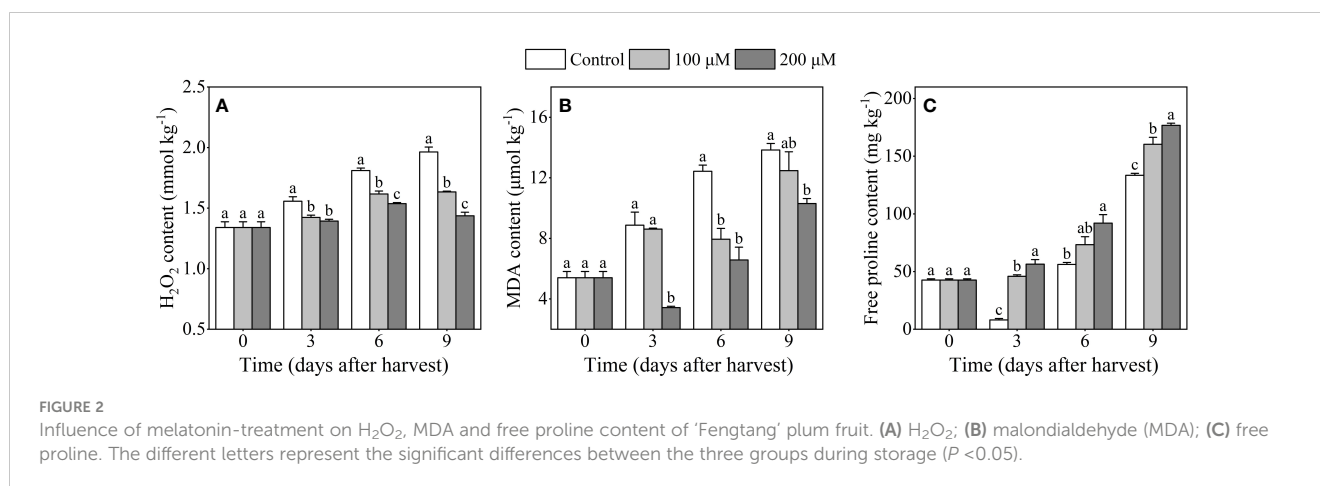 Control 100 μM 200 μM
A
H₂O₂ content (mmol kg⁻¹)
2.5
2.0
1.5
1.0
0.5
a a a
a b b
a b c
a b c
0 3 6 9
Time (days after harvest)
B
MDA content (μmol kg⁻¹)
16
12
8
4
a a a
a a b
a b b
a ab b
0 3 6 9
Time (days after harvest)
C
Free proline content (mg kg⁻¹)
200
150
100
50
0
a a a
c b a
b ab a
c b a
0 3 6 9
Time (days after harvest)
FIGURE 2
Influence of melatonin-treatment on H₂O₂, MDA and free proline content of ‘Fengtang’ plum fruit. (A) H₂O₂; (B) malondialdehyde (MDA); (C) free
proline. The different letters represent the significant differences between the three groups during storage (P <0.05).